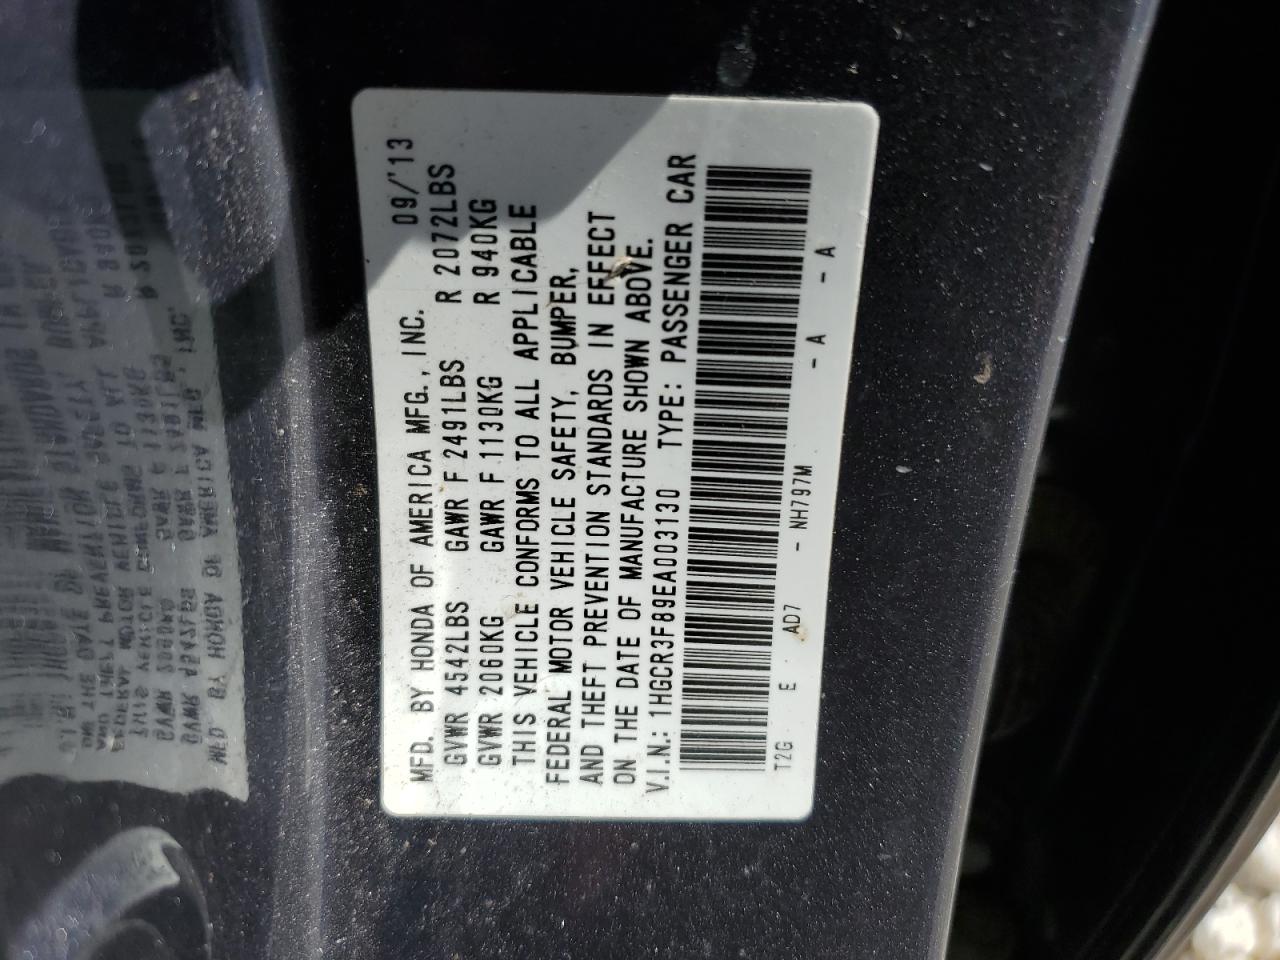 MFD. BY HONDA OF AMERICA MFG., INC. 09/'13
GVWR 4542LBS GAWR F 2491LBS R 2072LBS
GVWR 2060KG GAWR F 1130KG R 940KG
THIS VEHICLE CONFORMS TO ALL APPLICABLE
FEDERAL MOTOR VEHICLE SAFETY, BUMPER,
AND THEFT PREVENTION STANDARDS IN EFFECT
ON THE DATE OF MANUFACTURE SHOWN ABOVE.
V.I.N.: 1HGCR3F89EA003130 TYPE: PASSENGER CAR
T2G E AD7 - NH797M - A - A